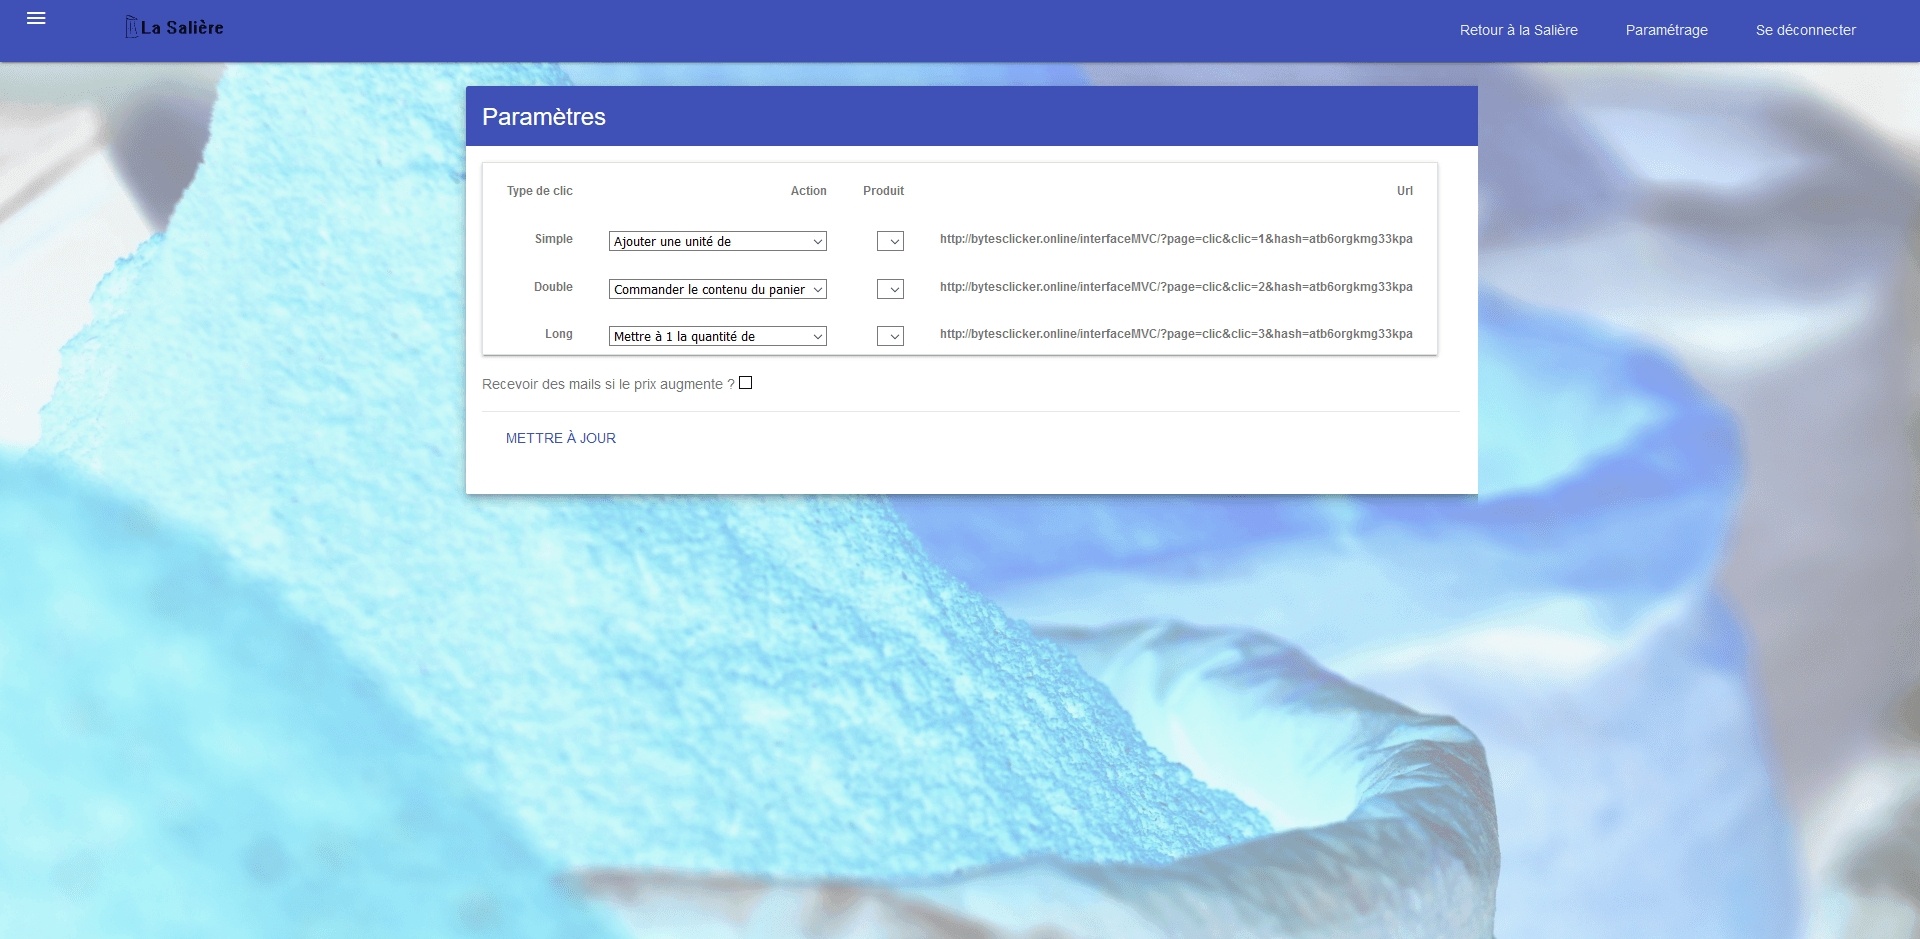 La Salière
Retour à la Salière
Paramétrage
Se déconnecter
Paramètres
Type de clic Action Produit Url
Simple Ajouter une unité de http://bytesclicker.online/interfaceMVC/?page=clic&clic=1&hash=atb6orgkmg33kpa
Double Commander le contenu du panier http://bytesclicker.online/interfaceMVC/?page=clic&clic=2&hash=atb6orgkmg33kpa
Long Mettre à 1 la quantité de http://bytesclicker.online/interfaceMVC/?page=clic&clic=3&hash=atb6orgkmg33kpa
Recevoir des mails si le prix augmente ?
METTRE À JOUR